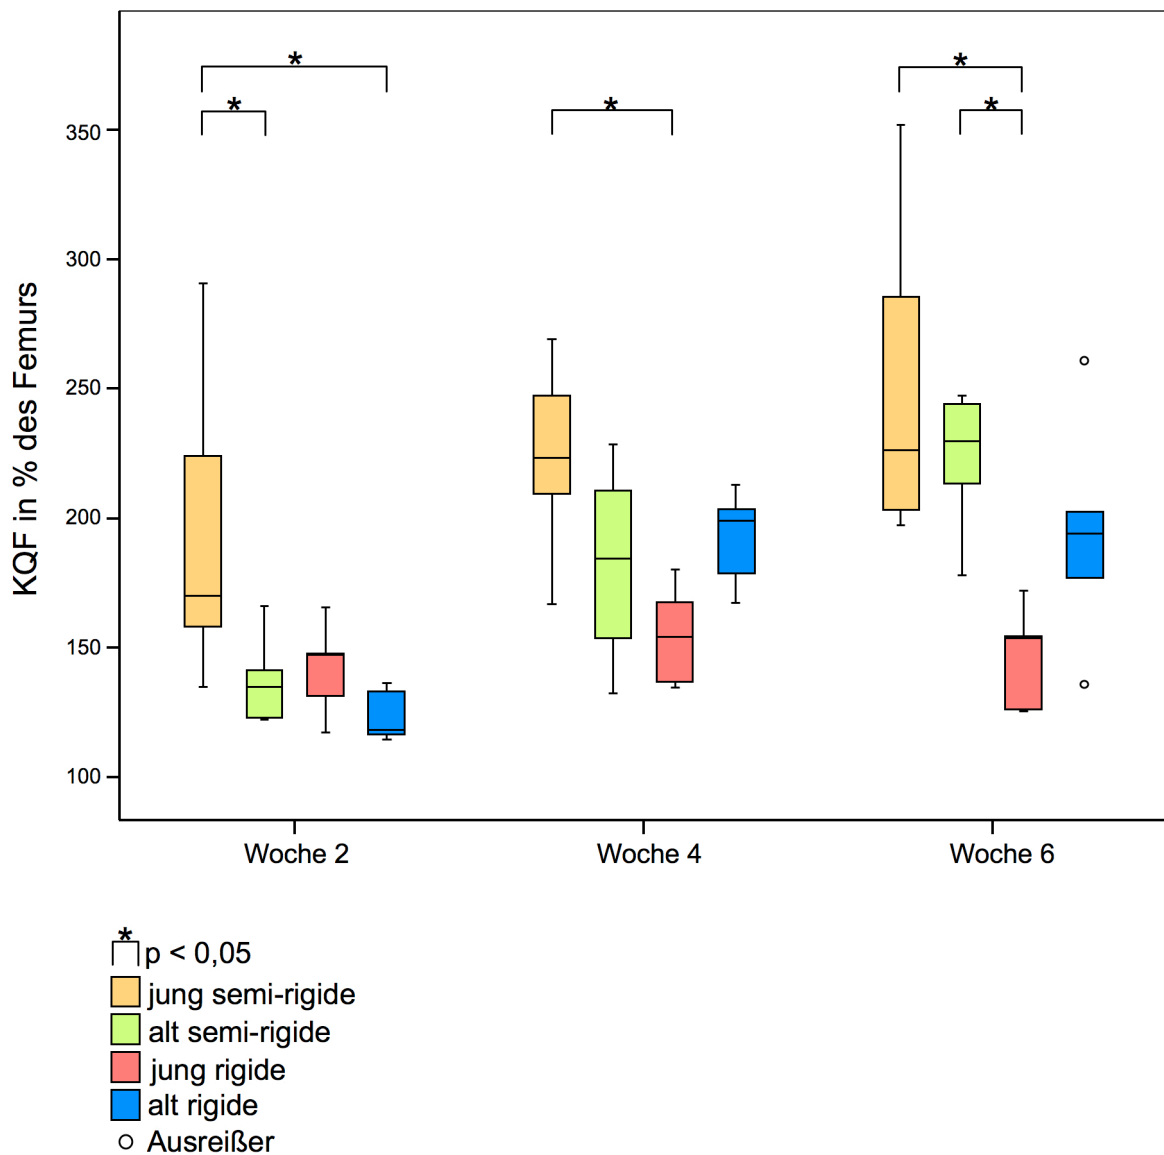 *
*
*
*
*
350
300
250
200
150
100
KQF in % des Femurs
Woche 2
Woche 4
Woche 6
* p < 0,05
jung semi-rigide
alt semi-rigide
jung rigide
alt rigide
Ausreißer